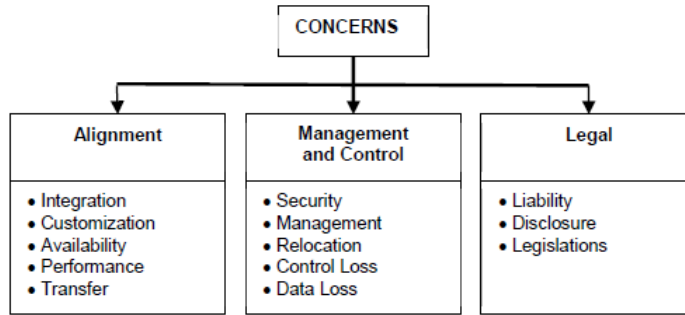 CONCERNS
Alignment
• Integration
• Customization
• Availability
• Performance
• Transfer
Management
and Control
• Security
• Management
• Relocation
• Control Loss
• Data Loss
Legal
• Liability
• Disclosure
• Legislations